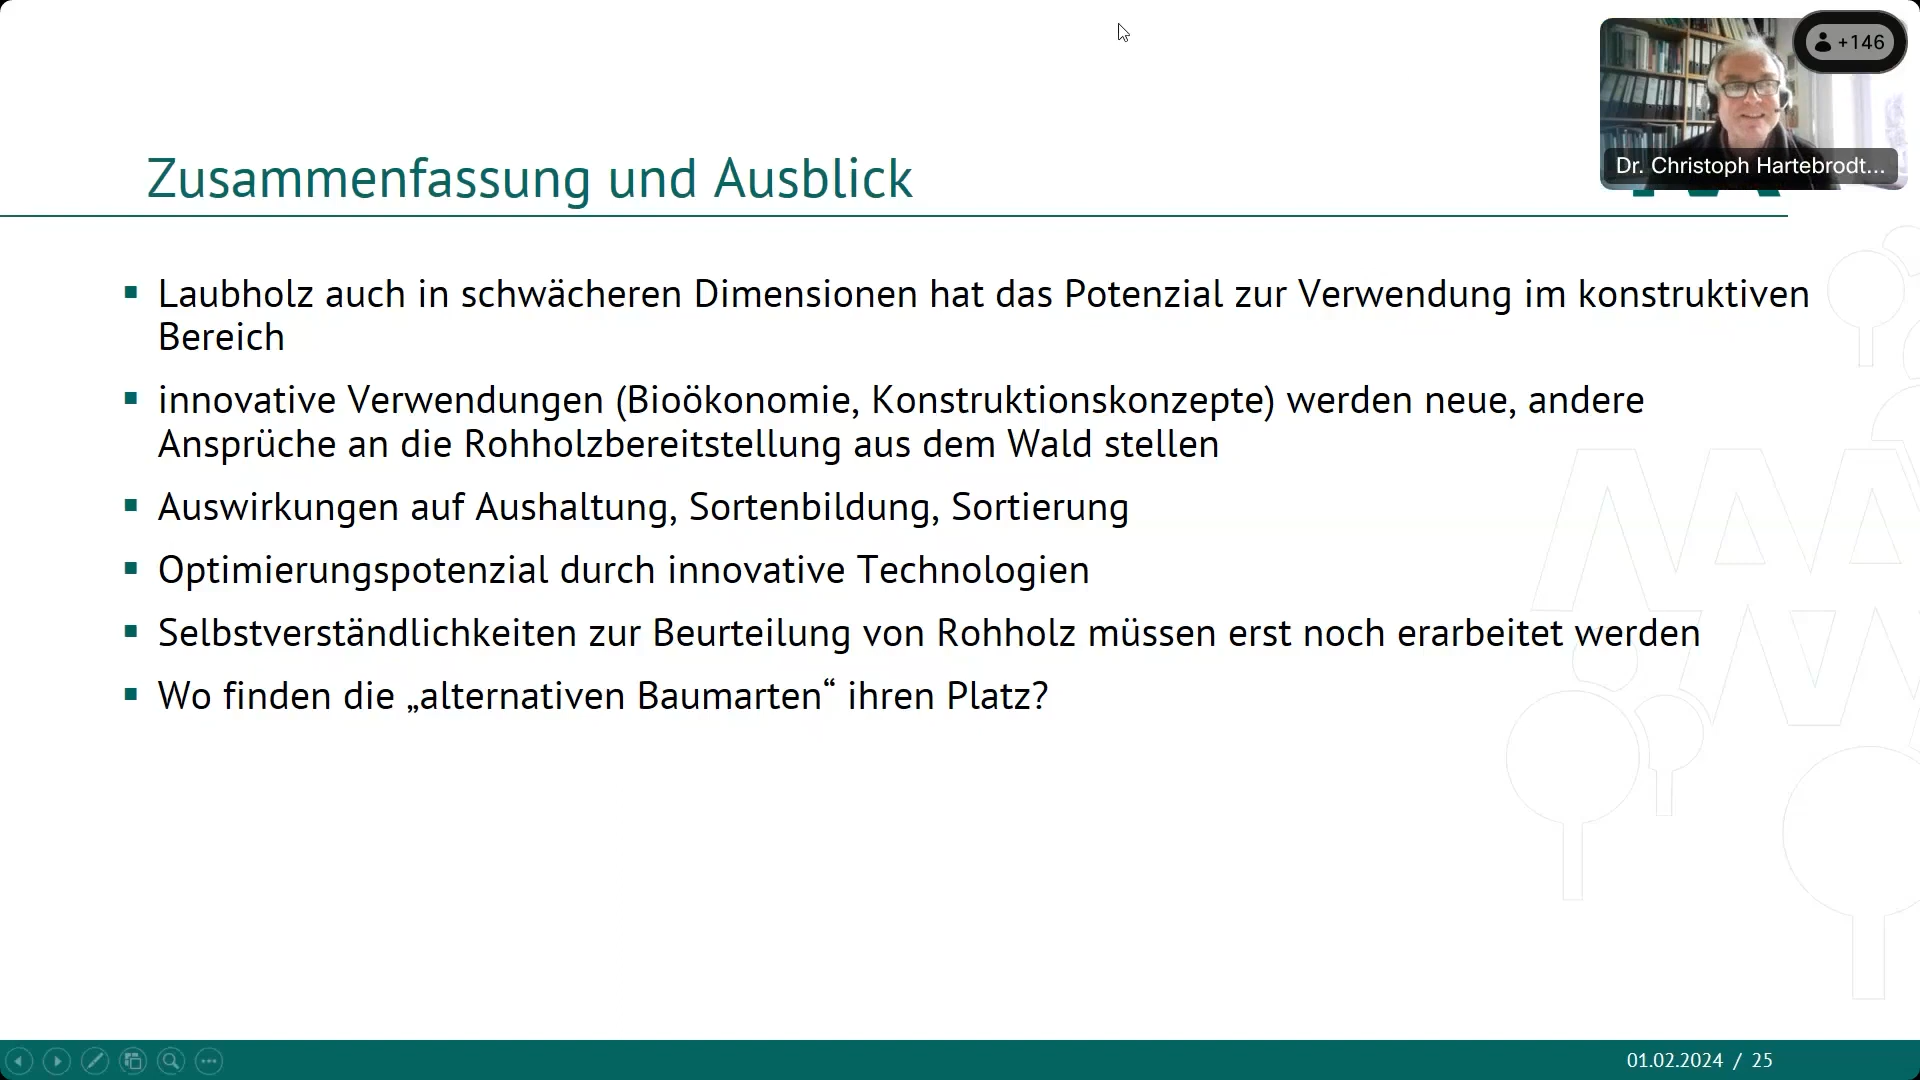 +146
Dr. Christoph Hartebrodt...
Zusammenfassung und Ausblick
Laubholz auch in schwächeren Dimensionen hat das Potenzial zur Verwendung im konstruktiven
Bereich
innovative Verwendungen (Bioökonomie, Konstruktionskonzepte) werden neue, andere
Ansprüche an die Rohholzbereitstellung aus dem Wald stellen
Auswirkungen auf Aushaltung, Sortenbildung, Sortierung
Optimierungspotenzial durch innovative Technologien
Selbstverständlichkeiten zur Beurteilung von Rohholz müssen erst noch erarbeitet werden
Wo finden die „alternativen Baumarten“ ihren Platz?
01.02.2024 / 25